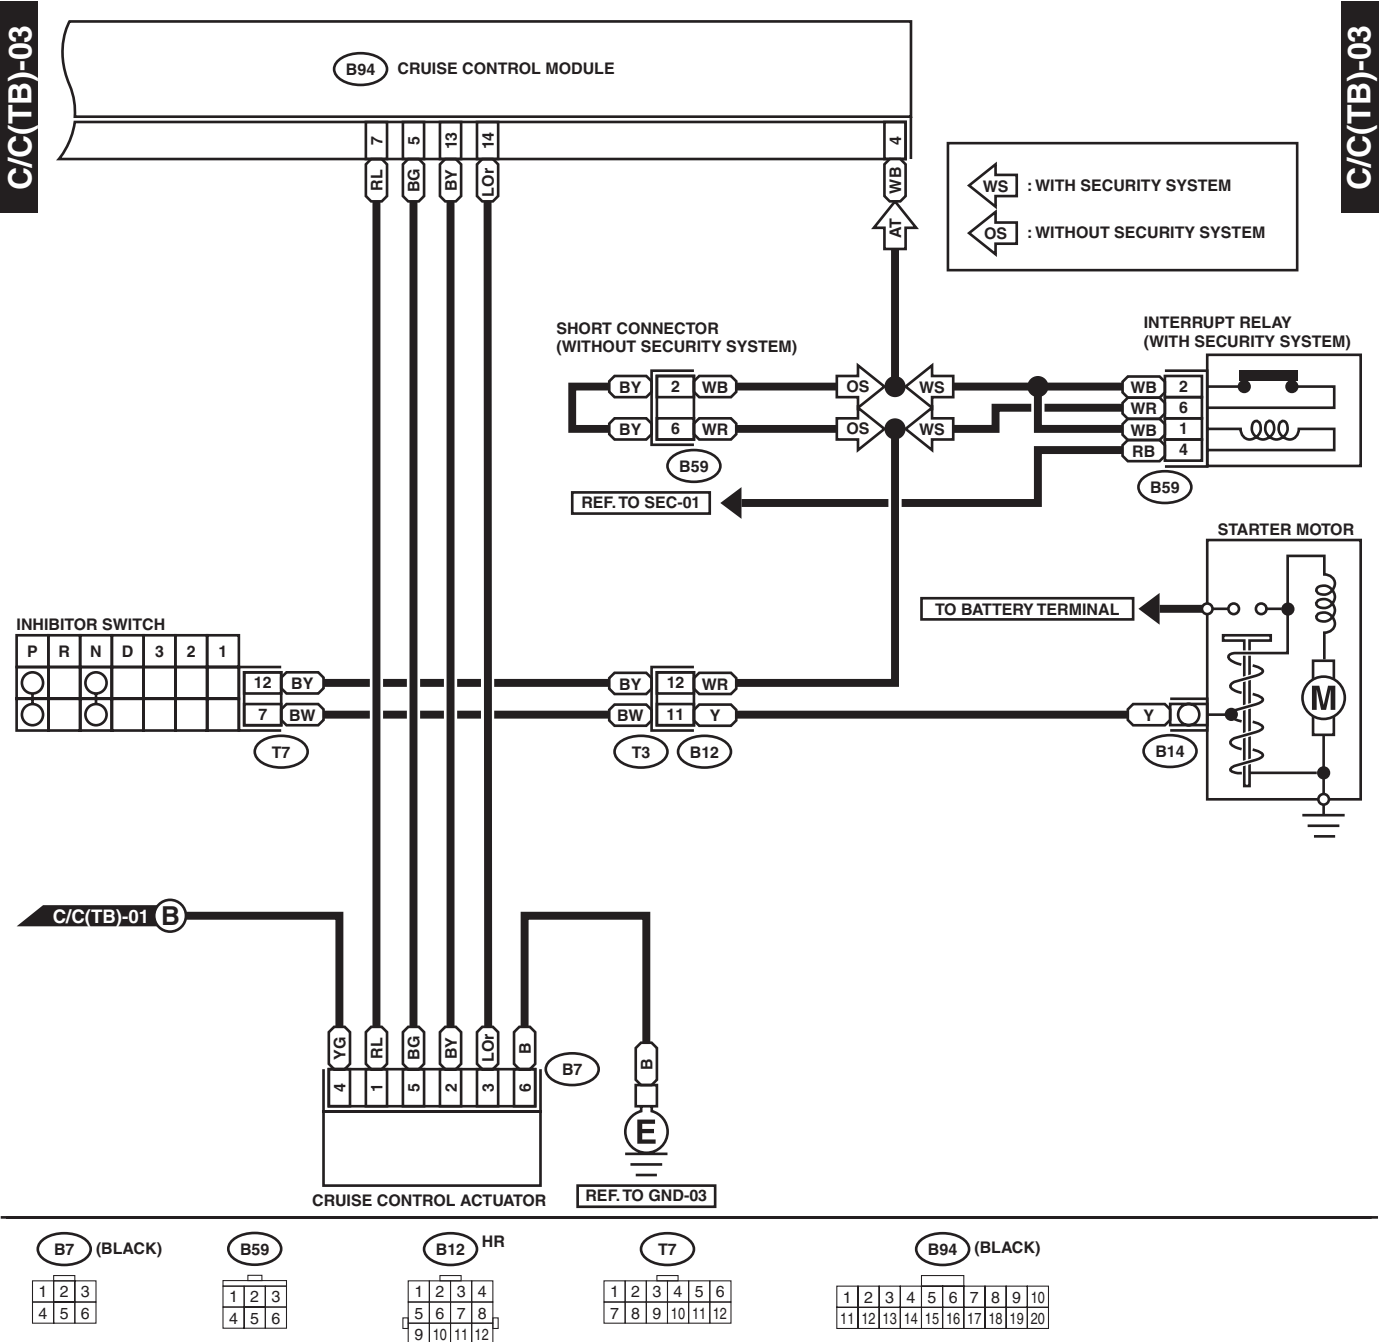 C/C(TB)-03
C/C(TB)-03
B94 CRUISE CONTROL MODULE
7 5 13 14 4
RL BG BY LOr WB
AT
WS : WITH SECURITY SYSTEM
OS : WITHOUT SECURITY SYSTEM
SHORT CONNECTOR
(WITHOUT SECURITY SYSTEM)
INTERRUPT RELAY
(WITH SECURITY SYSTEM)
BY 2 WB OS WS WB 2
WR 6
BY 6 WR OS WS WB 1
RB 4
B59
B59
REF. TO SEC-01
STARTER MOTOR
TO BATTERY TERMINAL
INHIBITOR SWITCH
P R N D 3 2 1
12 BY BY 12 WR
7 BW BW 11 Y Y
M
T7 T3 B12 B14
C/C(TB)-01 B
YG RL BG BY LOr B B
4 1 5 2 3 6
B7
E
CRUISE CONTROL ACTUATOR
REF. TO GND-03
B7 (BLACK)
1 2 3
4 5 6
B59
1 2 3
4 5 6
B12 HR
1 2 3 4
5 6 7 8
9 10 11 12
T7
1 2 3 4 5 6
7 8 9 10 11 12
B94 (BLACK)
1 2 3 4 5 6 7 8 9 10
11 12 13 14 15 16 17 18 19 20